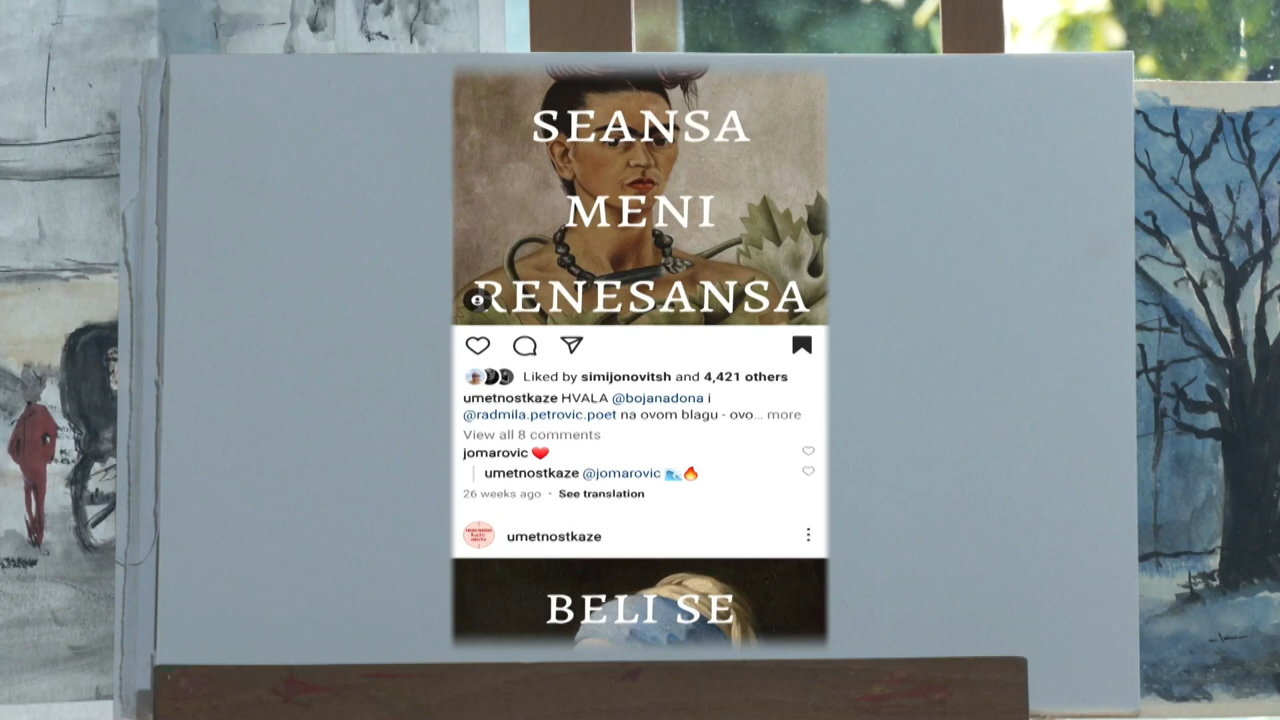 SEANSA
MENI
RENESANSA
Liked by simijonovitsh and 4,421 others
umetnostkaze HVALA @bojanadona i
@radmila.petrovic.poet na ovom blagu - ovo... more
View all 8 comments
jomarovic ❤️
umetnostkaze @jomarovic 🌊🔥
26 weeks ago · See translation
umetnostkaze
BELI SE